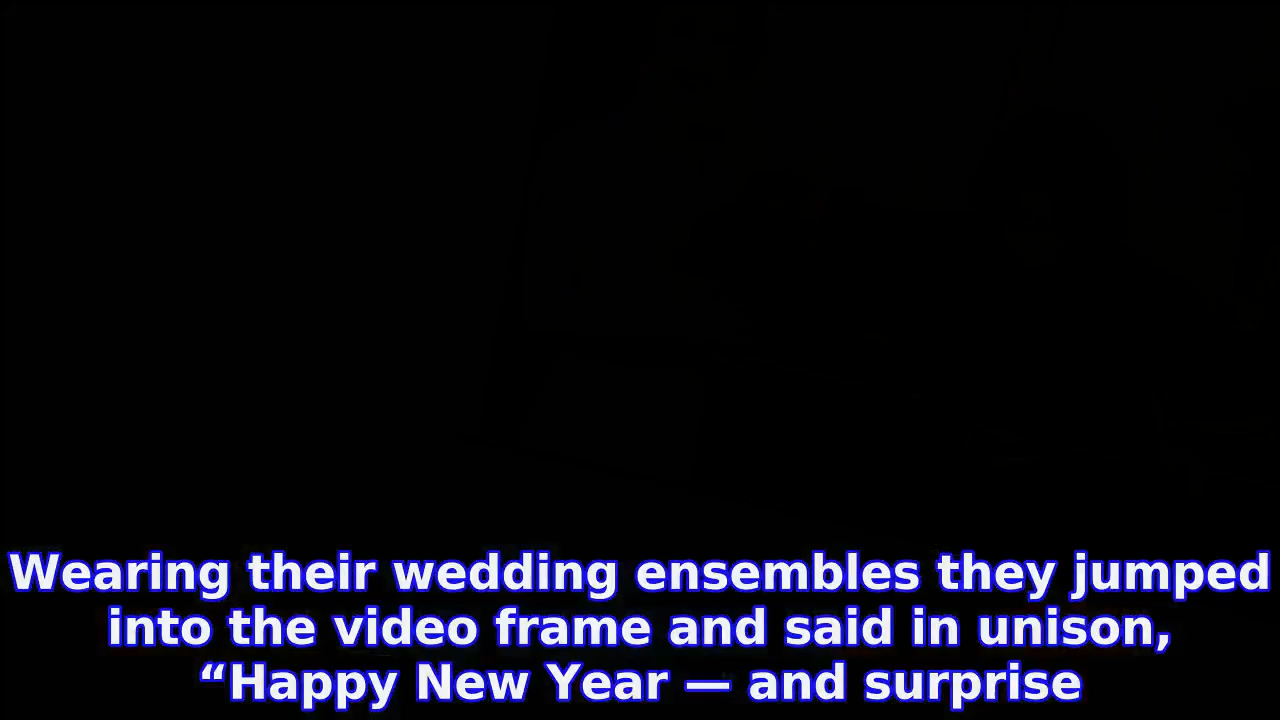 Wearing their wedding ensembles they jumped
into the video frame and said in unison,
“Happy New Year — and surprise